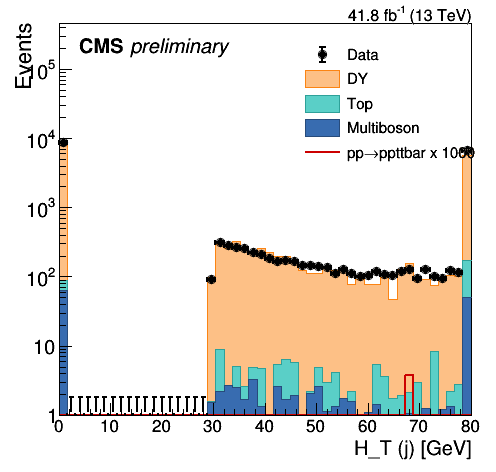 41.8 fb⁻¹ (13 TeV)
CMS preliminary
Events
Data
DY
Top
Multiboson
pp→ppttbar x 1000
10⁵
10⁴
10³
10²
10
1
0 10 20 30 40 50 60 70 80
H_T (j) [GeV]